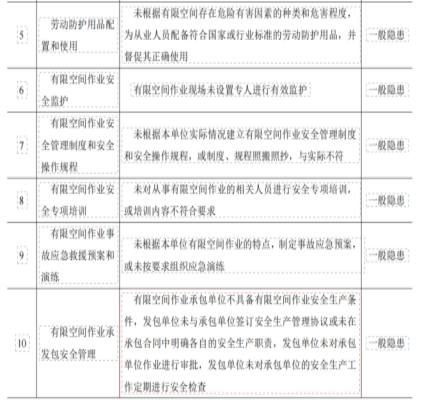 5
劳动防护用品配
置和使用
未根据有限空间存在危险有害因素的种类和危害程度，
为从业人员配备符合国家或行业标准的劳动防护用品，并
督促其正确使用
一般隐患
6
有限空间作业安
全监护
有限空间作业现场未设置专人进行有效监护
一般隐患
7
有限空间作业安
全管理制度和安全
操作规程
未根据本单位实际情况建立有限空间作业安全管理制度
和安全操作规程，或制度、规程照搬照抄，与实际不符
一般隐患
8
有限空间作业安
全专项培训
未对从事有限空间作业的相关人员进行安全专项培训，
或培训内容不符合要求
一般隐患
9
有限空间作业事
故应急救援预案和
演练
未根据本单位有限空间作业的特点，制定事故应急预案，
或未按要求组织应急演练
一般隐患
10
有限空间作业承
发包安全管理
有限空间作业承包单位不具备有限空间作业安全生产条
件，发包单位未与承包单位签订安全生产管理协议或未在
承包合同中明确各自的安全生产职责，发包单位未对承包
单位作业进行审批，发包单位未对承包单位的安全生产工
作定期进行安全检查
一般隐患